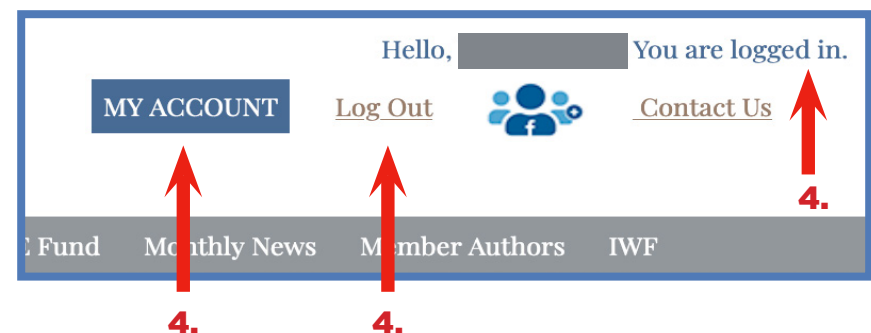 Hello, You are logged in.
MY ACCOUNT Log Out f Contact Us
4.
Fund Monthly News Member Authors IWF
4. 4.